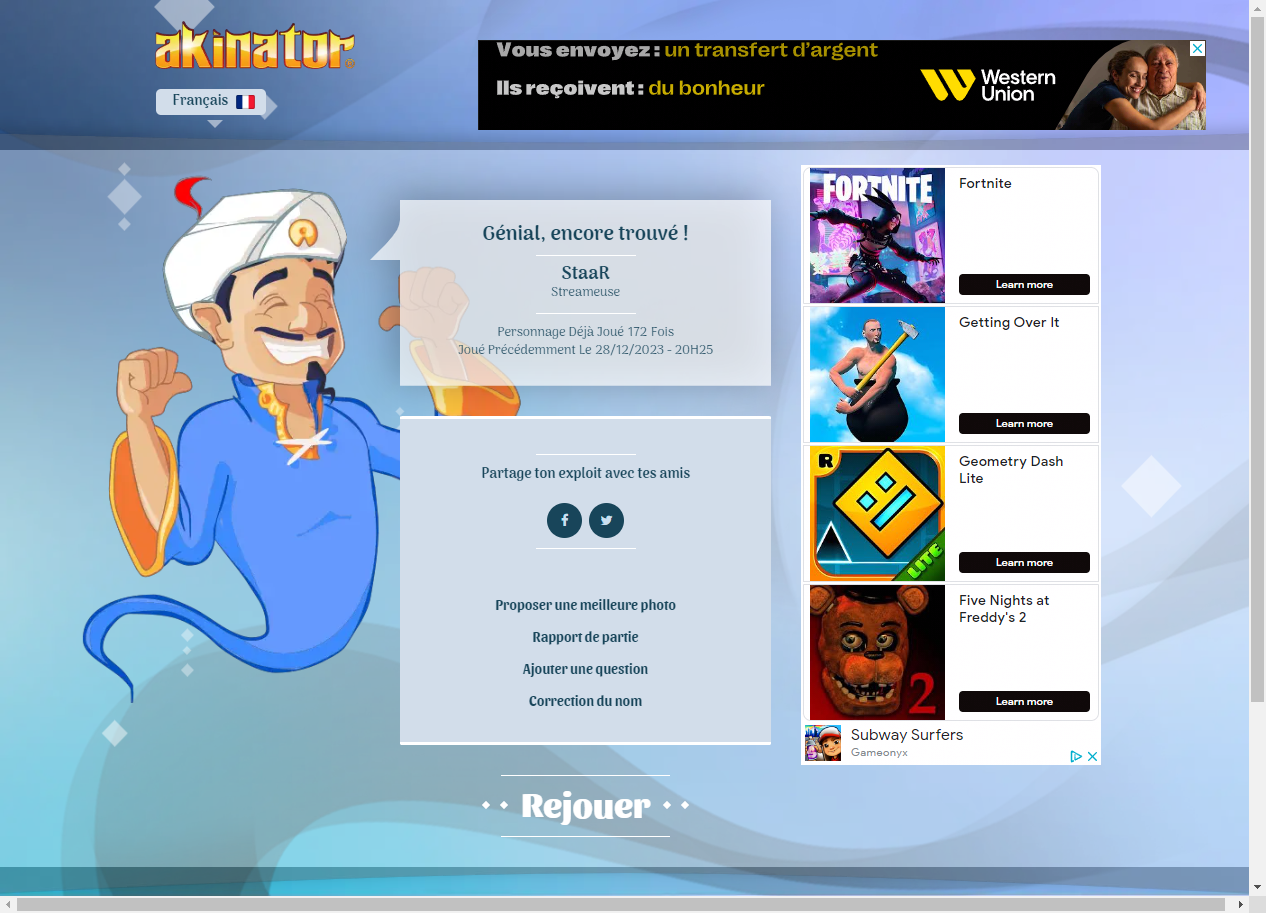 akinator
Français
Vous envoyez : un transfert d'argent
Ils reçoivent : du bonheur
Western
Union
Génial, encore trouvé !
StaaR
Streameuse
Personnage Déjà Joué 172 Fois
Joué Précédemment Le 28/12/2023 - 20H25
Partage ton exploit avec tes amis
Proposer une meilleure photo
Rapport de partie
Ajouter une question
Correction du nom
Rejouer
FORTNITE
Fortnite
Learn more
Getting Over It
Learn more
R
LITE
Geometry Dash
Lite
Learn more
2
Five Nights at
Freddy's 2
Learn more
Subway Surfers
Gameonyx